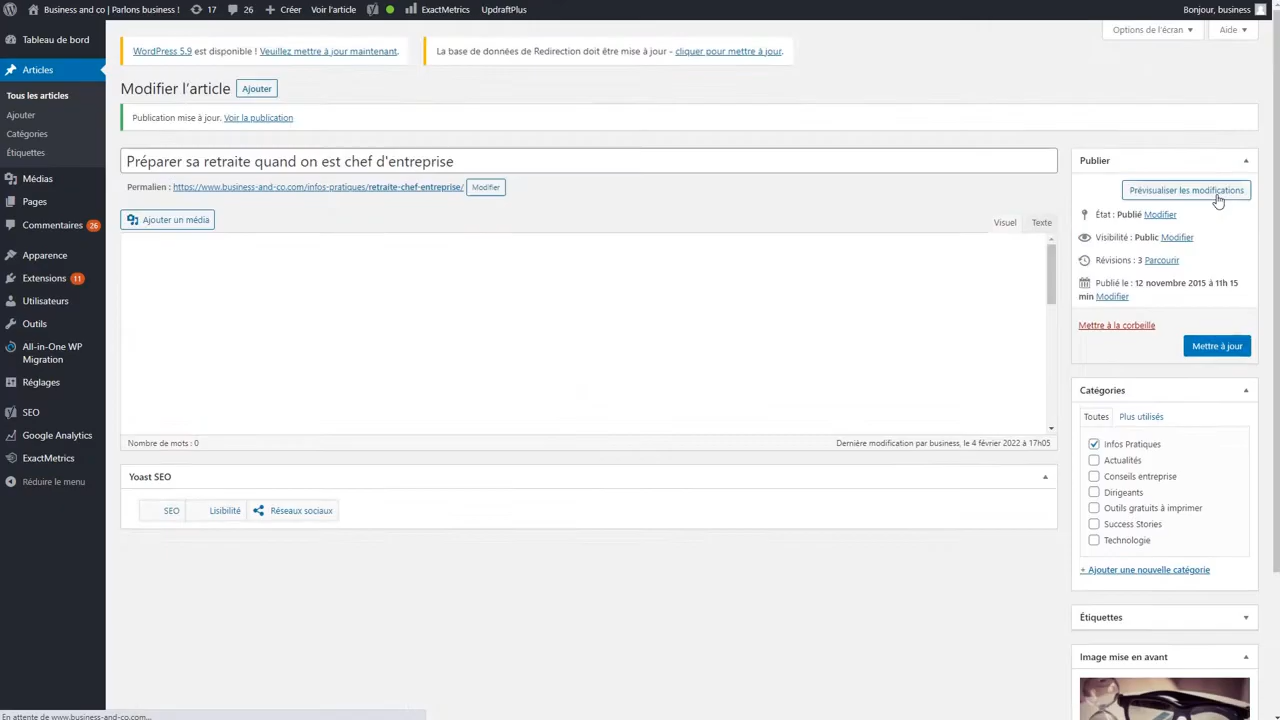 Business and co | Parlons business !
17
26
Créer
Voir l'article
ExactMetrics
UpdraftPlus
Bonjour, business
Options de l'écran
Aide
Tableau de bord
Articles
Tous les articles
Ajouter
Catégories
Étiquettes
Médias
Pages
Commentaires 26
Apparence
Extensions 11
Utilisateurs
Outils
All-in-One WP
Migration
Réglages
SEO
Google Analytics
ExactMetrics
Réduire le menu
WordPress 5.9 est disponible ! Veuillez mettre à jour maintenant.
La base de données de Redirection doit être mise à jour - cliquer pour mettre à jour.
Modifier l'article
Ajouter
Publication mise à jour. Voir la publication
Préparer sa retraite quand on est chef d'entreprise
Permalien : https://www.business-and-co.com/infos-pratiques/retraite-chef-entreprise/ Modifier
Ajouter un média
Visuel
Texte
Nombre de mots : 0
Dernière modification par business, le 4 février 2022 à 17h05
Yoast SEO
SEO
Lisibilité
Réseaux sociaux
Publier
Prévisualiser les modifications
État : Publié Modifier
Visibilité : Public Modifier
Révisions : 3 Parcourir
Publié le : 12 novembre 2015 à 11h 15
min Modifier
Mettre à la corbeille
Mettre à jour
Catégories
Toutes
Plus utilisés
Infos Pratiques
Actualités
Conseils entreprise
Dirigeants
Outils gratuits à imprimer
Success Stories
Technologie
+ Ajouter une nouvelle catégorie
Étiquettes
Image mise en avant
En attente de www.business-and-co.com...